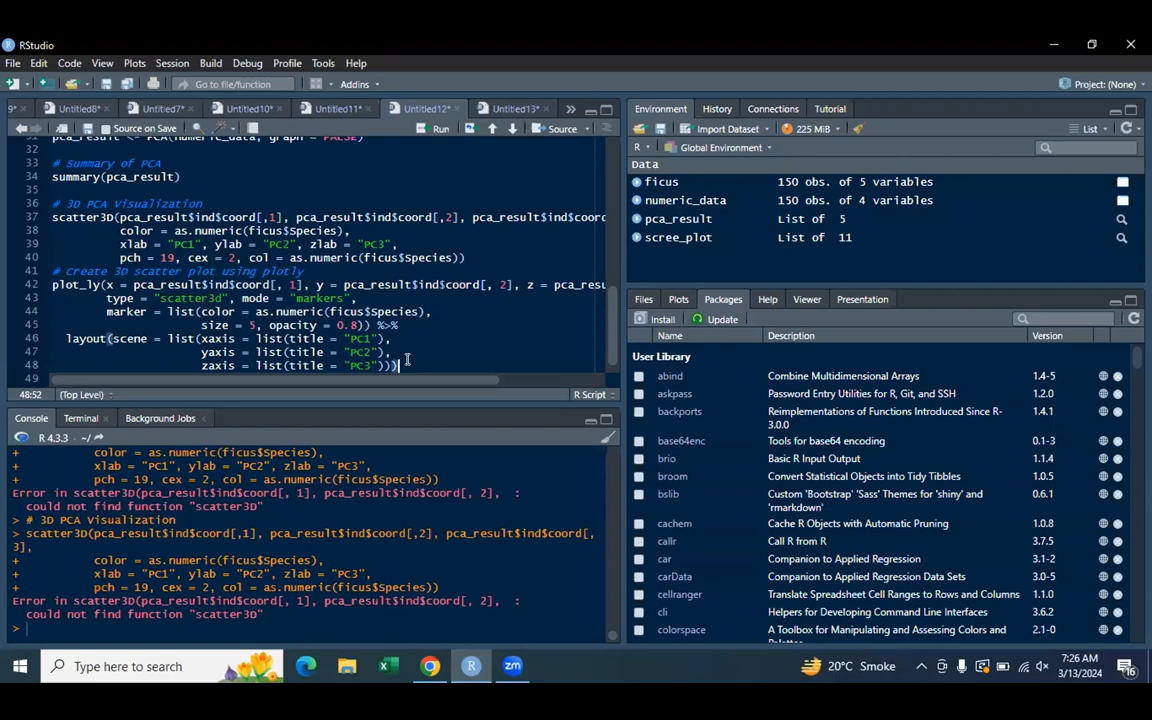 RStudio
File Edit Code View Plots Session Build Debug Profile Tools Help
Go to file/function Addins Project: (None)
9* Untitled8* Untitled7* Untitled10* Untitled11* Untitled12* Untitled13*
Source on Save Run Source
31 pca_result <- PCA(numeric_data, graph = FALSE)
32
33 # Summary of PCA
34 summary(pca_result)
35
36 # 3D PCA Visualization
37 scatter3D(pca_result$ind$coord[,1], pca_result$ind$coord[,2], pca_result$ind$coord
38 color = as.numeric(ficus$Species),
39 xlab = "PC1", ylab = "PC2", zlab = "PC3",
40 pch = 19, cex = 2, col = as.numeric(ficus$Species))
41 # Create 3D scatter plot using plotly
42 plot_ly(x = pca_result$ind$coord[, 1], y = pca_result$ind$coord[, 2], z = pca_resu
43 type = "scatter3d", mode = "markers",
44 marker = list(color = as.numeric(ficus$Species),
45 size = 5, opacity = 0.8)) %>%
46 layout(scene = list(xaxis = list(title = "PC1"),
47 yaxis = list(title = "PC2"),
48 zaxis = list(title = "PC3")))
49
48:52 (Top Level) R Script
Console Terminal Background Jobs
R 4.3.3 · ~/
+ color = as.numeric(ficus$Species),
+ xlab = "PC1", ylab = "PC2", zlab = "PC3",
+ pch = 19, cex = 2, col = as.numeric(ficus$Species))
Error in scatter3D(pca_result$ind$coord[, 1], pca_result$ind$coord[, 2], :
could not find function "scatter3D"
> # 3D PCA Visualization
> scatter3D(pca_result$ind$coord[,1], pca_result$ind$coord[,2], pca_result$ind$coord[,
3],
+ color = as.numeric(ficus$Species),
+ xlab = "PC1", ylab = "PC2", zlab = "PC3",
+ pch = 19, cex = 2, col = as.numeric(ficus$Species))
Error in scatter3D(pca_result$ind$coord[, 1], pca_result$ind$coord[, 2], :
could not find function "scatter3D"
>
Environment History Connections Tutorial
Import Dataset 225 MiB List
R Global Environment
Data
ficus 150 obs. of 5 variables
numeric_data 150 obs. of 4 variables
pca_result List of 5
scree_plot List of 11
Files Plots Packages Help Viewer Presentation
Install Update
Name Description Version
User Library
abind Combine Multidimensional Arrays 1.4-5
askpass Password Entry Utilities for R, Git, and SSH 1.2.0
backports Reimplementations of Functions Introduced Since R-3.0.0 1.4.1
base64enc Tools for base64 encoding 0.1-3
brio Basic R Input Output 1.1.4
broom Convert Statistical Objects into Tidy Tibbles 1.0.5
bslib Custom 'Bootstrap' 'Sass' Themes for 'shiny' and 'rmarkdown' 0.6.1
cachem Cache R Objects with Automatic Pruning 1.0.8
callr Call R from R 3.7.5
car Companion to Applied Regression 3.1-2
carData Companion to Applied Regression Data Sets 3.0-5
cellranger Translate Spreadsheet Cell Ranges to Rows and Columns 1.1.0
cli Helpers for Developing Command Line Interfaces 3.6.2
colorspace A Toolbox for Manipulating and Assessing Colors and 2.1-0
Type here to search 20°C Smoke 7:26 AM
3/13/2024
16